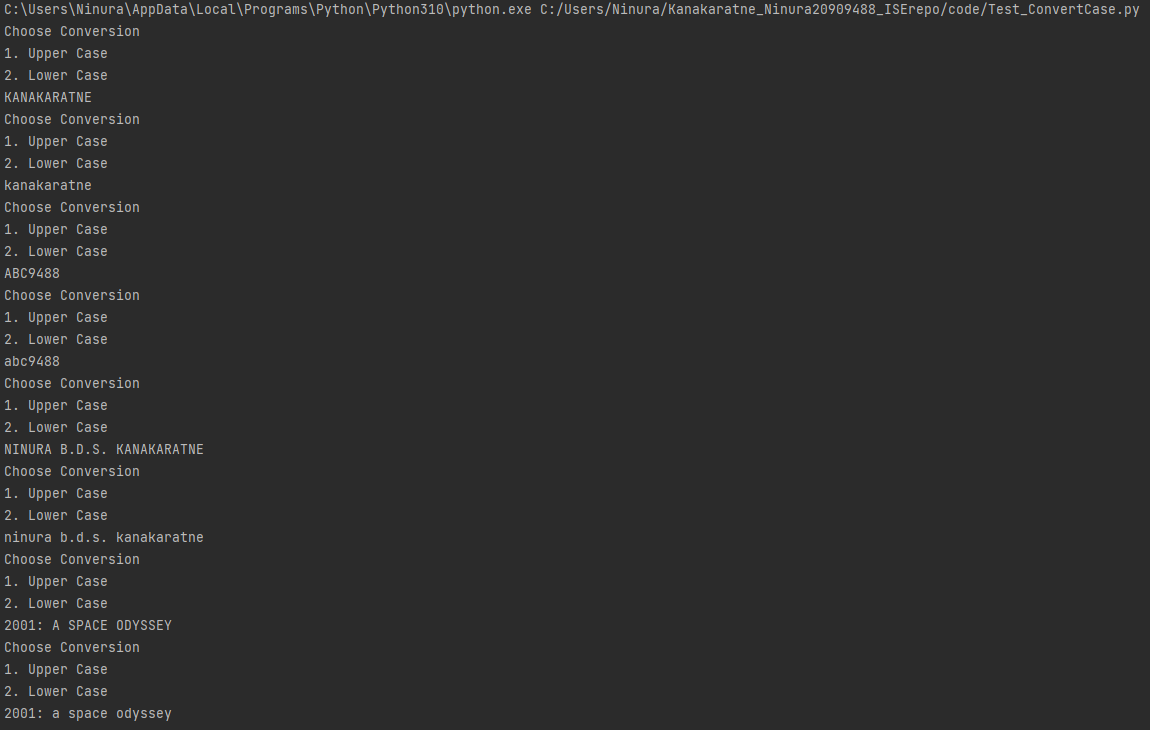 C:\Users\Ninura\AppData\Local\Programs\Python\Python310\python.exe C:/Users/Ninura/Kanakaratne_Ninura20909488_ISErepo/code/Test_ConvertCase.py
Choose Conversion
1. Upper Case
2. Lower Case
KANAKARATNE
Choose Conversion
1. Upper Case
2. Lower Case
kanakaratne
Choose Conversion
1. Upper Case
2. Lower Case
ABC9488
Choose Conversion
1. Upper Case
2. Lower Case
abc9488
Choose Conversion
1. Upper Case
2. Lower Case
NINURA B.D.S. KANAKARATNE
Choose Conversion
1. Upper Case
2. Lower Case
ninura b.d.s. kanakaratne
Choose Conversion
1. Upper Case
2. Lower Case
2001: A SPACE ODYSSEY
Choose Conversion
1. Upper Case
2. Lower Case
2001: a space odyssey